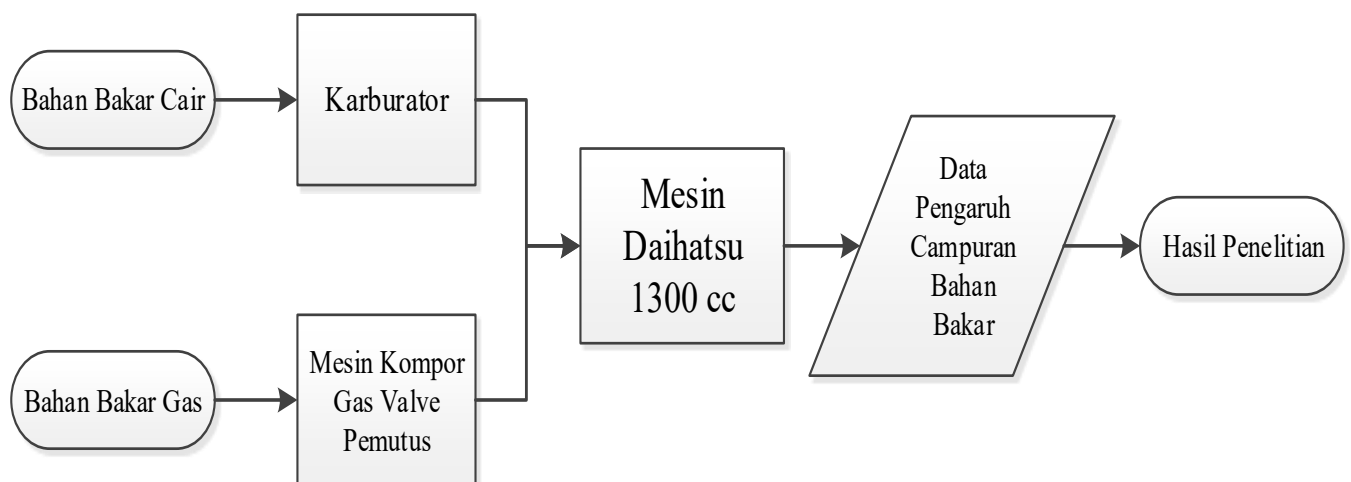 Bahan Bakar Cair
Karburator
Bahan Bakar Gas
Mesin Kompor
Gas Valve
Pemutus
Mesin
Daihatsu
1300 cc
Data
Pengaruh
Campuran
Bahan
Bakar
Hasil Penelitian